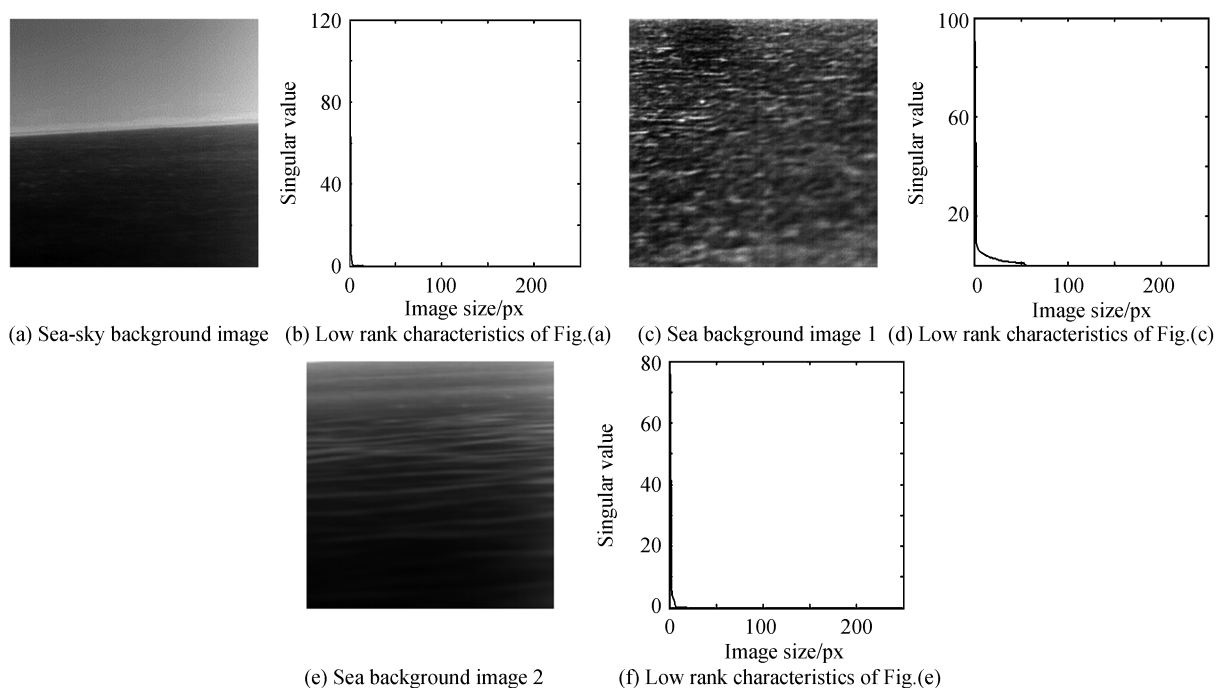 120
80
40
0
Singular value
0
100
200
Image size/px
100
60
20
Singular value
0
100
200
Image size/px
(a) Sea-sky background image
(b) Low rank characteristics of Fig.(a)
(c) Sea background image 1
(d) Low rank characteristics of Fig.(c)
80
60
40
20
0
Singular value
0
100
200
Image size/px
(e) Sea background image 2
(f) Low rank characteristics of Fig.(e)